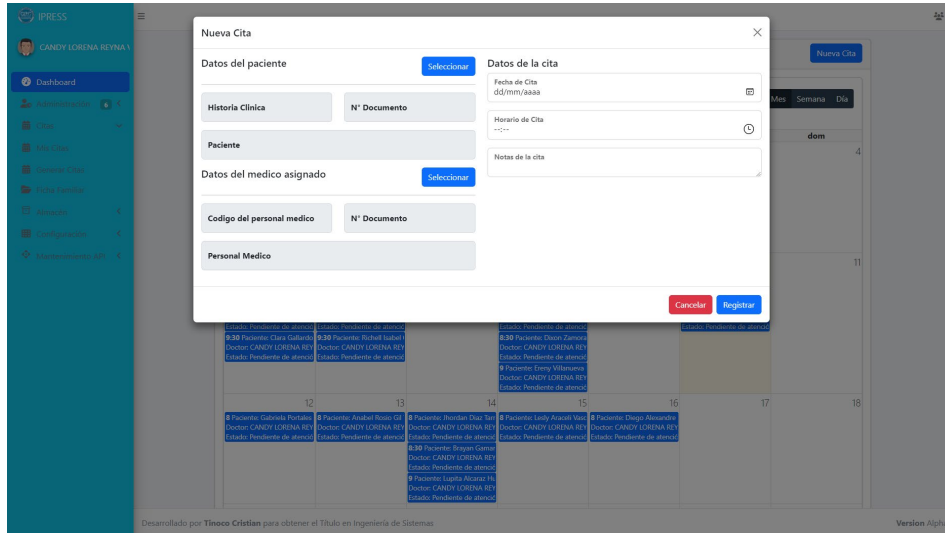 IPRESS
CANDY LORENA REYNA V
Dashboard
Administración
Citas
My Citas
Generar Citas
Ficha Familiar
Almacén
Configuración
Mantenimiento API
Nueva Cita
Datos del paciente
Seleccionar
Historia Clinica
N° Documento
Paciente
Datos del medico asignado
Seleccionar
Codigo del personal medico
N° Documento
Personal Medico
Datos de la cita
Fecha de Cita
dd/mm/aaaa
Horario de Cita
--:--
Notas de la cita
Cancelar
Registrar
Nueva Cita
Mes Semana Día
dom
4
11
Estado: Pendiente de atenció
Estado: Pendiente de atenció
Estado: Pendiente de atenció
Estado: Pendiente de atenció
9:30 Paciente: Clara Gallardo
Doctor: CANDY LORENA REY
Estado: Pendiente de atenció
9:30 Paciente: Richell Isabel
Doctor: CANDY LORENA REY
Estado: Pendiente de atenció
8:30 Paciente: Dixon Zamora
Doctor: CANDY LORENA REY
Estado: Pendiente de atenció
9 Paciente: Ereny Villanueva
Doctor: CANDY LORENA REY
Estado: Pendiente de atenció
12 13 14 15 16 17 18
8 Paciente: Gabriela Portales
Doctor: CANDY LORENA REY
Estado: Pendiente de atenció
8 Paciente: Anabel Rosio Gil
Doctor: CANDY LORENA REY
Estado: Pendiente de atenció
8 Paciente: Jhordan Diaz Tarr
Doctor: CANDY LORENA REY
Estado: Pendiente de atenció
8:30 Paciente: Brayan Gamar
Doctor: CANDY LORENA REY
Estado: Pendiente de atenció
9 Paciente: Lupita Alcaraz Hu
Doctor: CANDY LORENA REY
Estado: Pendiente de atenció
8 Paciente: Lesly Araceli Vasc
Doctor: CANDY LORENA REY
Estado: Pendiente de atenció
8 Paciente: Diego Alexandre
Doctor: CANDY LORENA REY
Estado: Pendiente de atenció
Desarrollado por Tinoco Cristian para obtener el Título en Ingeniería de Sistemas
Version Alpha